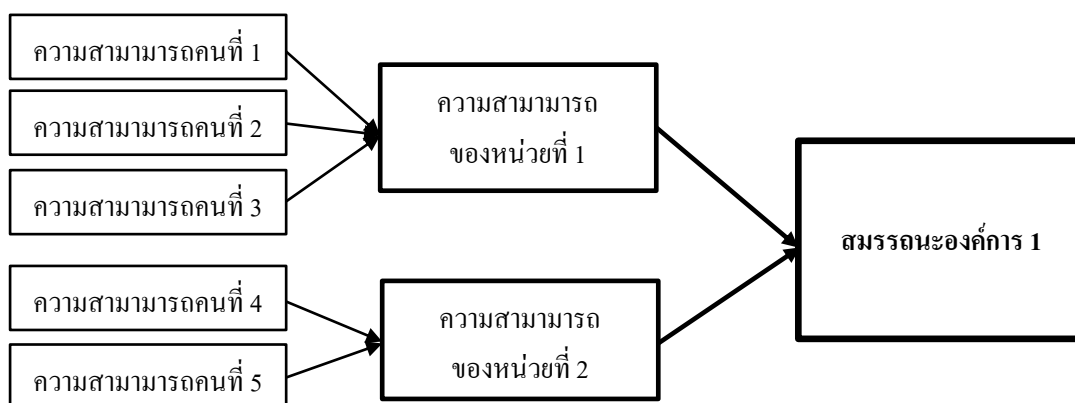 ความสามามารถคนที่ 1
ความสามามารถคนที่ 2
ความสามามารถคนที่ 3
ความสามามารถ
ของหน่วยที่ 1
ความสามามารถคนที่ 4
ความสามามารถคนที่ 5
ความสามามารถ
ของหน่วยที่ 2
สมรรถนะองค์การ 1